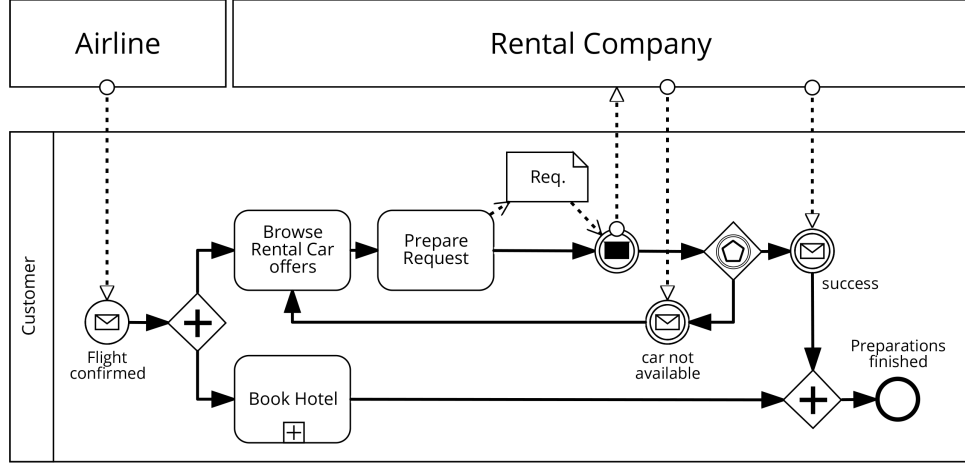 Airline
Rental Company
Customer
Req.
Browse
Rental Car
offers
Prepare
Request
success
Flight
confirmed
car not
available
Preparations
finished
Book Hotel